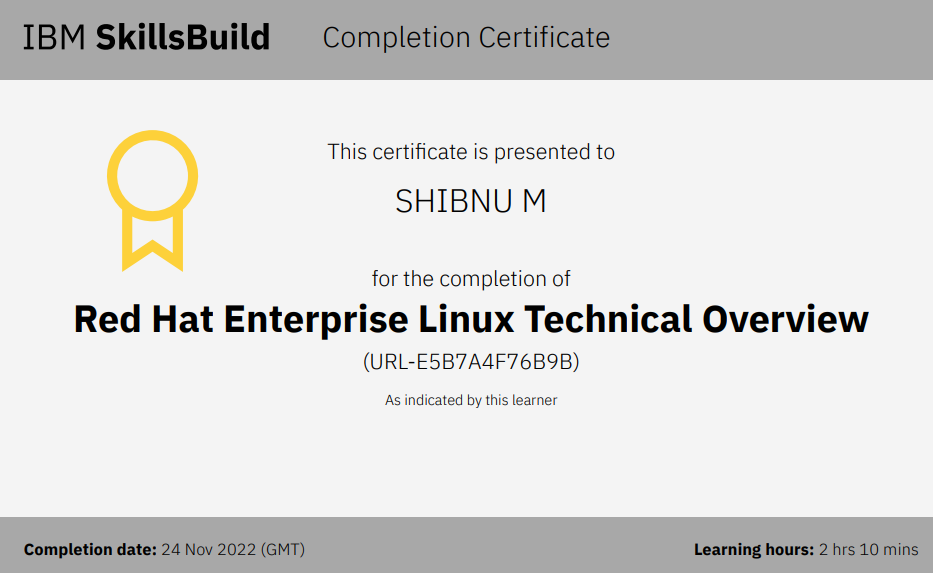 IBM SkillsBuild Completion Certificate
This certificate is presented to
SHIBNU M
for the completion of
Red Hat Enterprise Linux Technical Overview
(URL-E5B7A4F76B9B)
As indicated by this learner
Completion date: 24 Nov 2022 (GMT) Learning hours: 2 hrs 10 mins